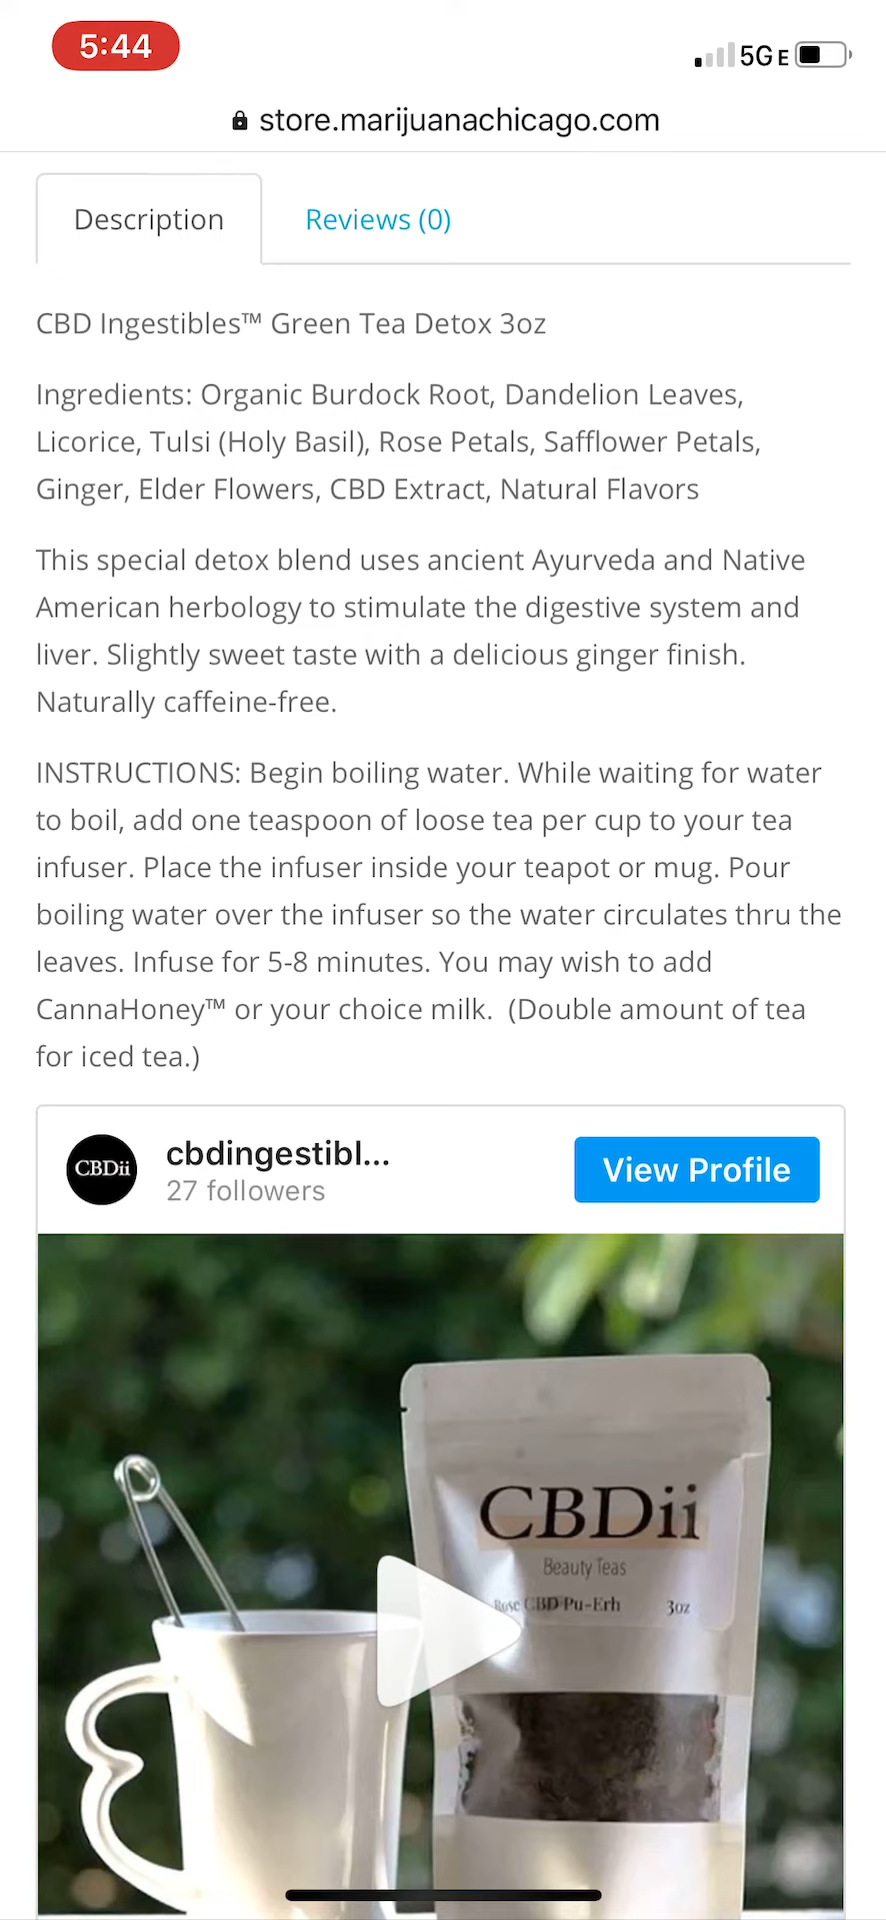 5:44
5G E
store.marijuanachicago.com
Description
Reviews (0)
CBD Ingestibles™ Green Tea Detox 3oz
Ingredients: Organic Burdock Root, Dandelion Leaves,
Licorice, Tulsi (Holy Basil), Rose Petals, Safflower Petals,
Ginger, Elder Flowers, CBD Extract, Natural Flavors
This special detox blend uses ancient Ayurveda and Native
American herbology to stimulate the digestive system and
liver. Slightly sweet taste with a delicious ginger finish.
Naturally caffeine-free.
INSTRUCTIONS: Begin boiling water. While waiting for water
to boil, add one teaspoon of loose tea per cup to your tea
infuser. Place the infuser inside your teapot or mug. Pour
boiling water over the infuser so the water circulates thru the
leaves. Infuse for 5-8 minutes. You may wish to add
CannaHoney™ or your choice milk.  (Double amount of tea
for iced tea.)
CBDii
cbdingestibl...
27 followers
View Profile
CBDii
Beauty Teas
Rose CBD Pu-Erh 3oz